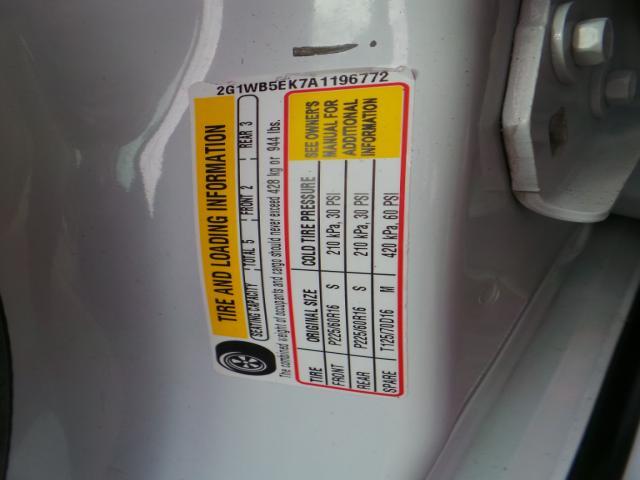 2G1WB5EK7A1196772
TIRE AND LOADING INFORMATION
SEATING CAPACITY TOTAL 5 FRONT 2 REAR 3
The combined weight of occupants and cargo should never exceed 428 kg or 944 lbs.
TIRE ORIGINAL SIZE COLD TIRE PRESSURE SEE OWNER'S
FRONT P225/60R16 S 210 kPa, 30 PSI MANUAL FOR
REAR P225/60R16 S 210 kPa, 30 PSI ADDITIONAL
SPARE T125/70D16 M 420 kPa, 60 PSI INFORMATION